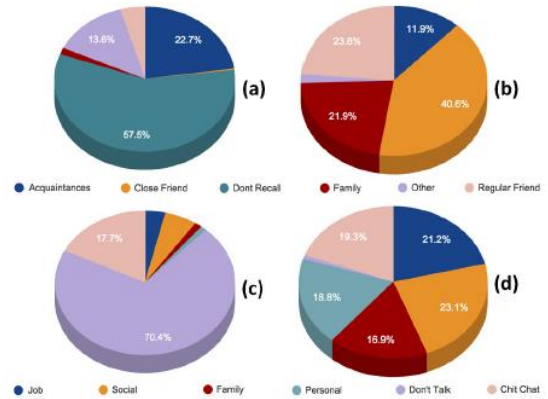 13.6% 22.7% 23.8% 11.9%
(a) (b)
57.5% 21.9% 40.6%
Acquaintances Close Friend Dont Recall Family Other Regular Friend
17.7% 19.3% 21.2%
(c) (d)
18.8% 23.1%
70.4% 16.9%
Job Social Family Personal Don't Talk Chit Chat